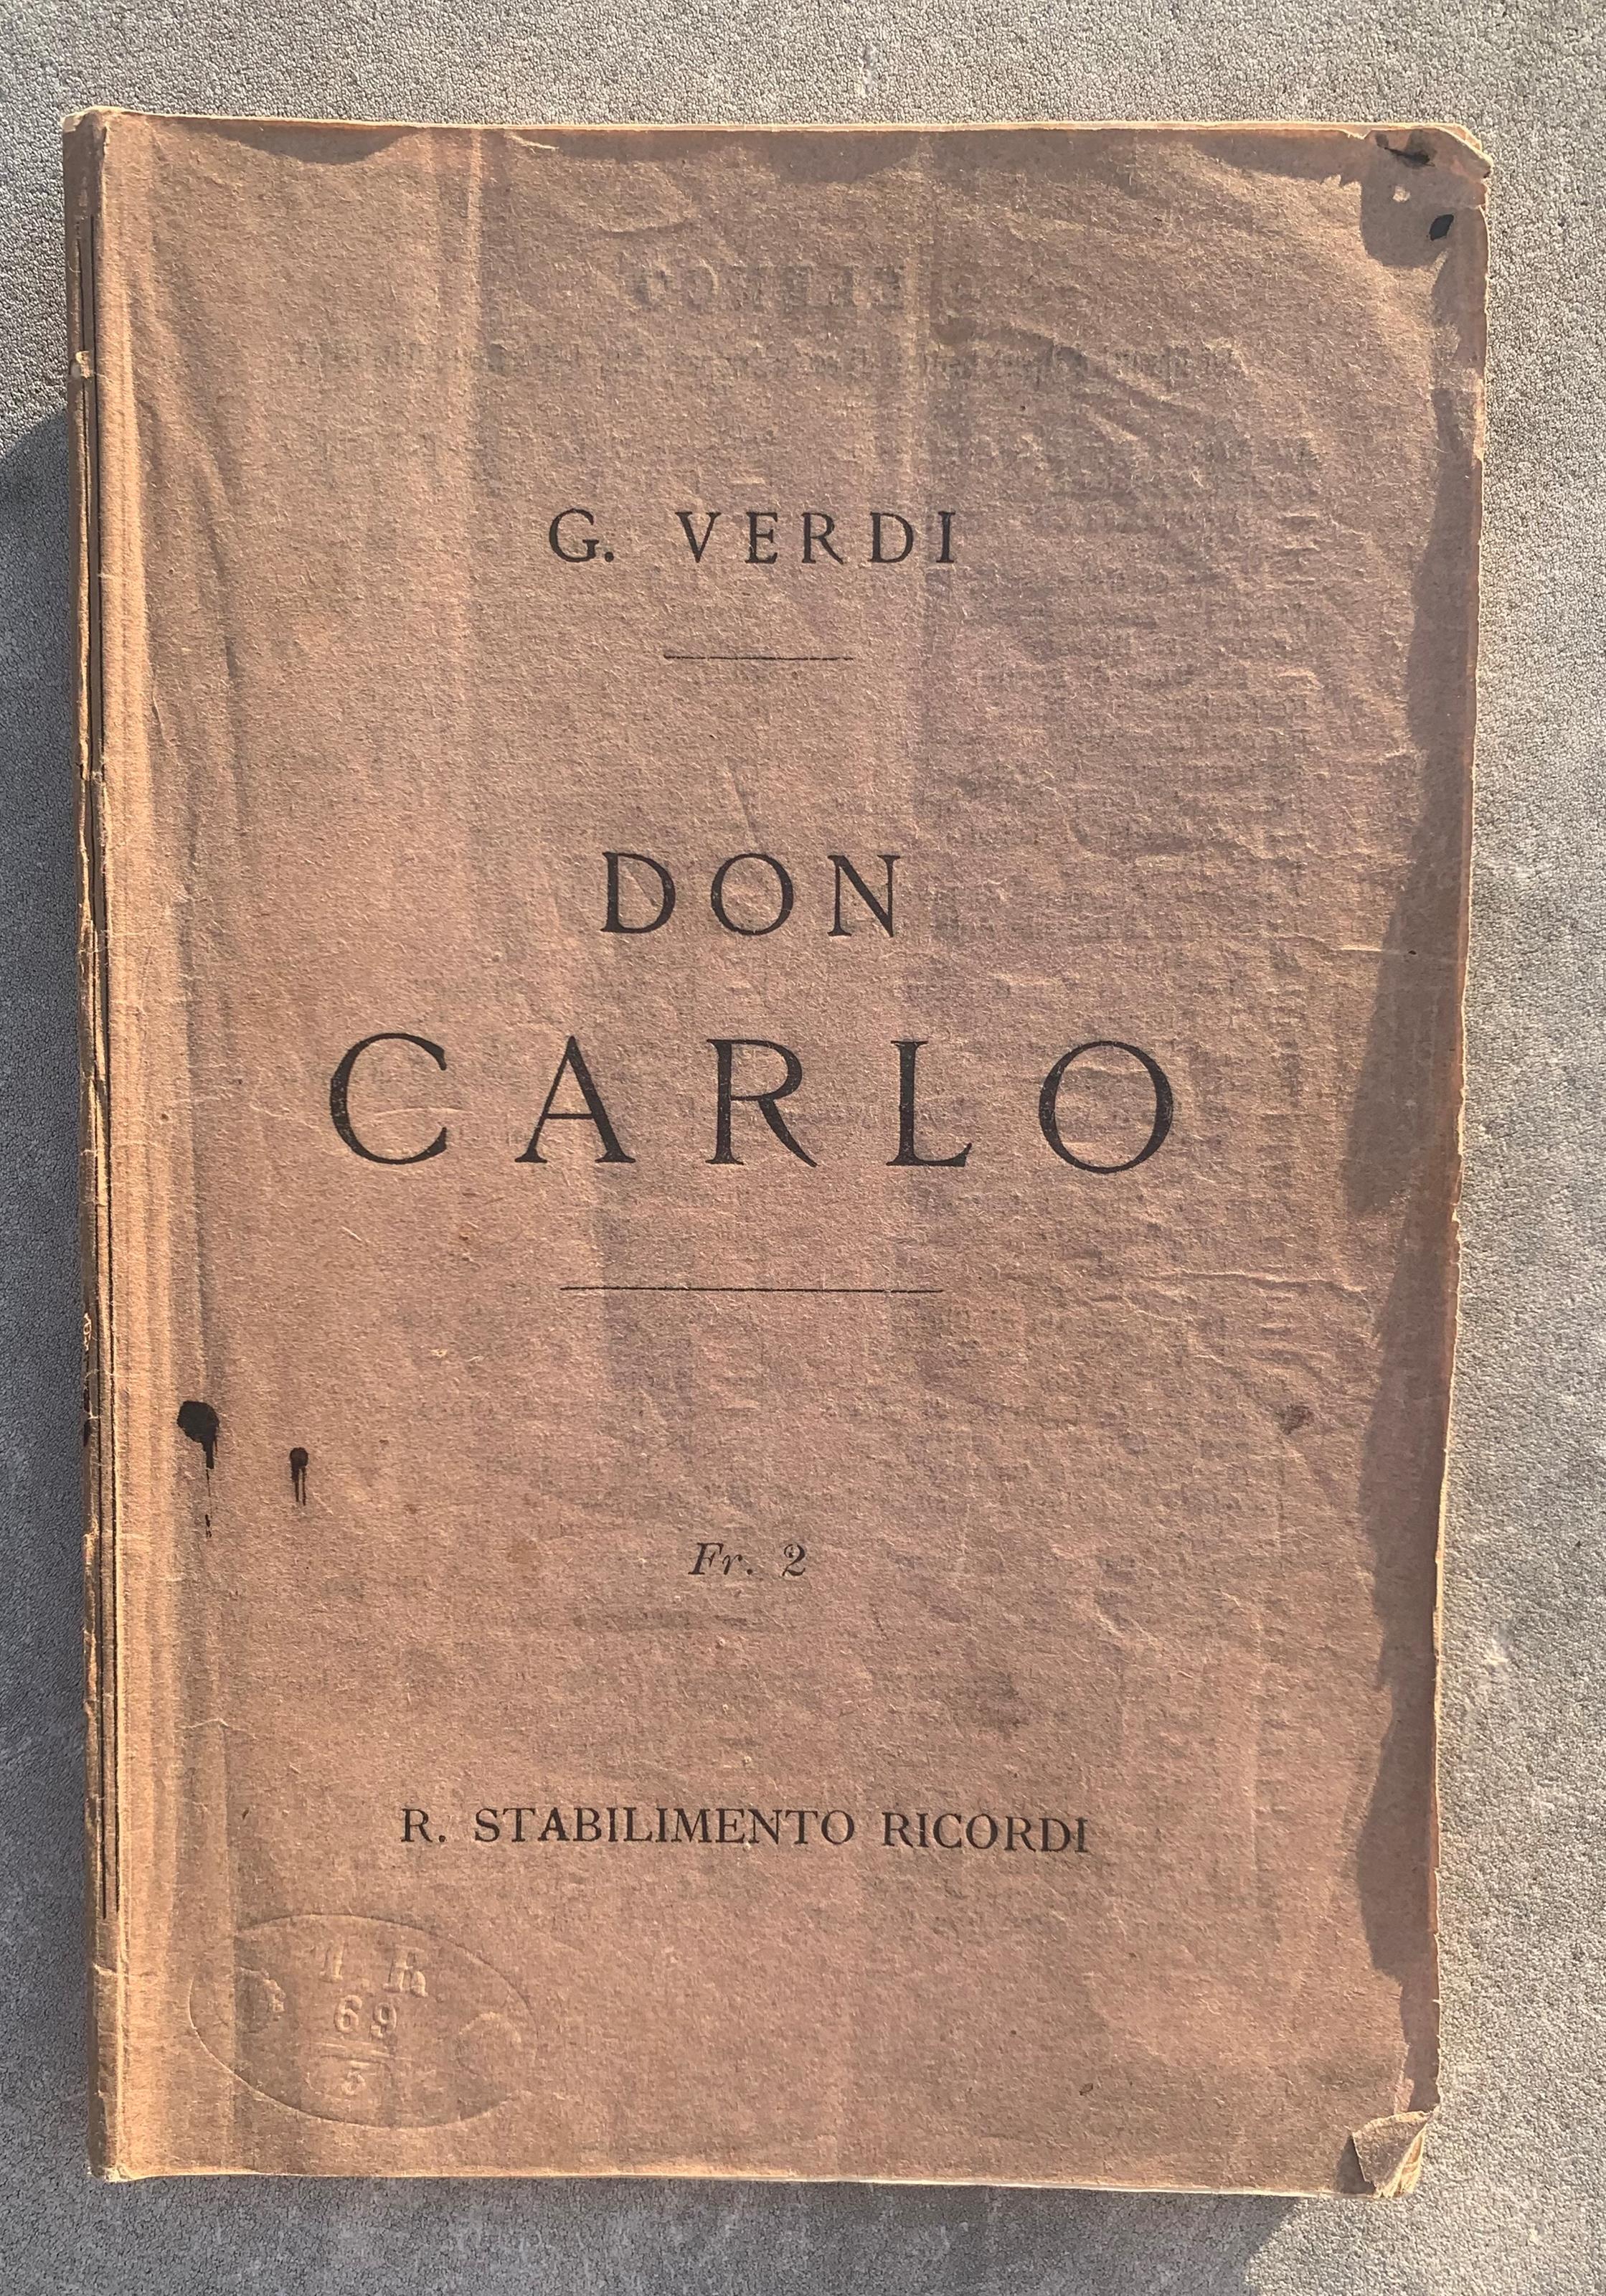 G. VERDI
DON
CARLO
Fr. 2
R. STABILIMENTO RICORDI
T. R.
69
3